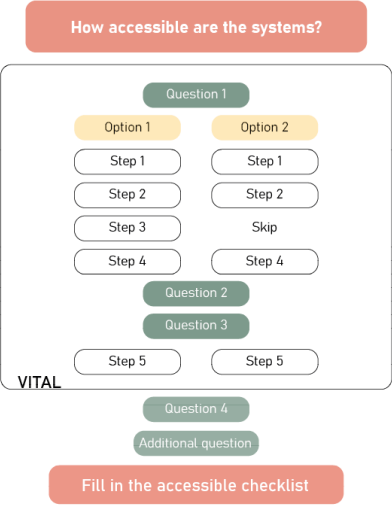 How accessible are the systems?
Question 1
Option 1 Option 2
Step 1 Step 1
Step 2 Step 2
Step 3 Skip
Step 4 Step 4
Question 2
Question 3
Step 5 Step 5
VITAL
Question 4
Additional question
Fill in the accessible checklist